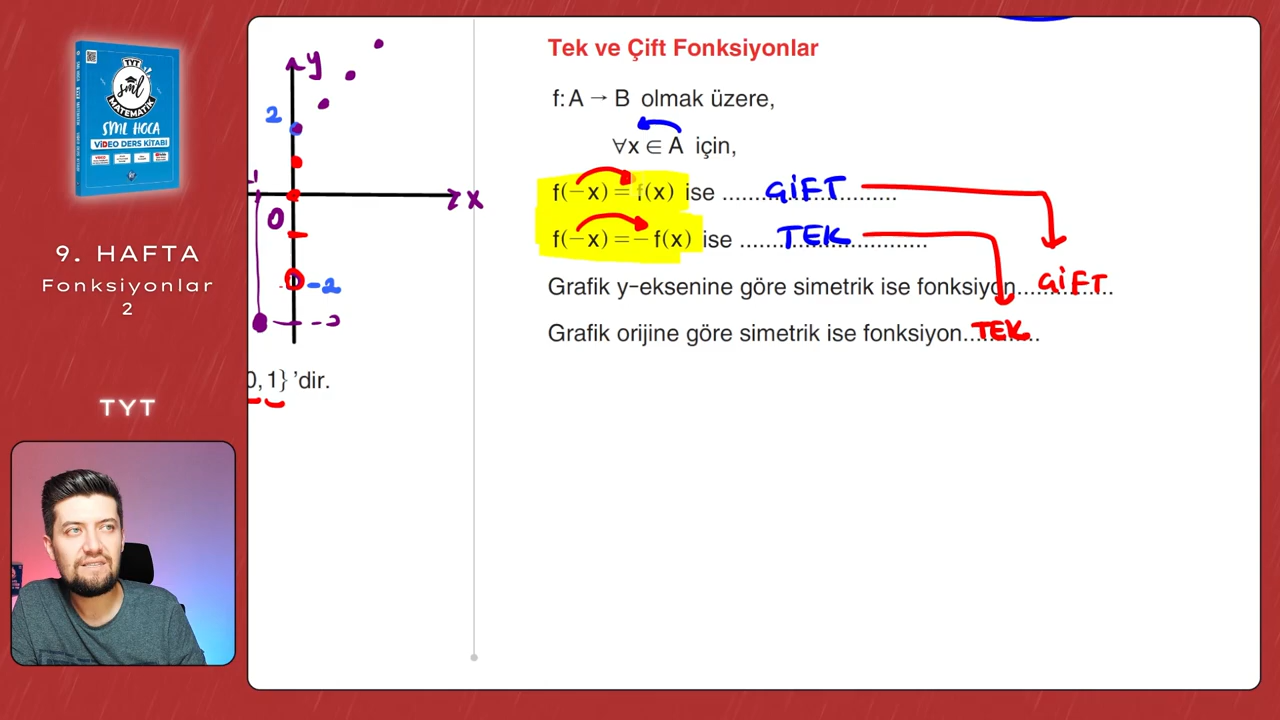 TYT
sml
MATEMATİK
SML HOCA
VİDEO DERS KİTABI
9. HAFTA
Fonksiyonlar
2
TYT
y
2
x
0
-2
0, 1} 'dir.
Tek ve Çift Fonksiyonlar
f: A → B olmak üzere,
∀x ∈ A için,
f(−x) = f(x) ise ........ÇİFT........
f(−x) = − f(x) ise ........TEK........
Grafik y-eksenine göre simetrik ise fonksiyon....ÇİFT....
Grafik orijine göre simetrik ise fonksiyon....TEK....